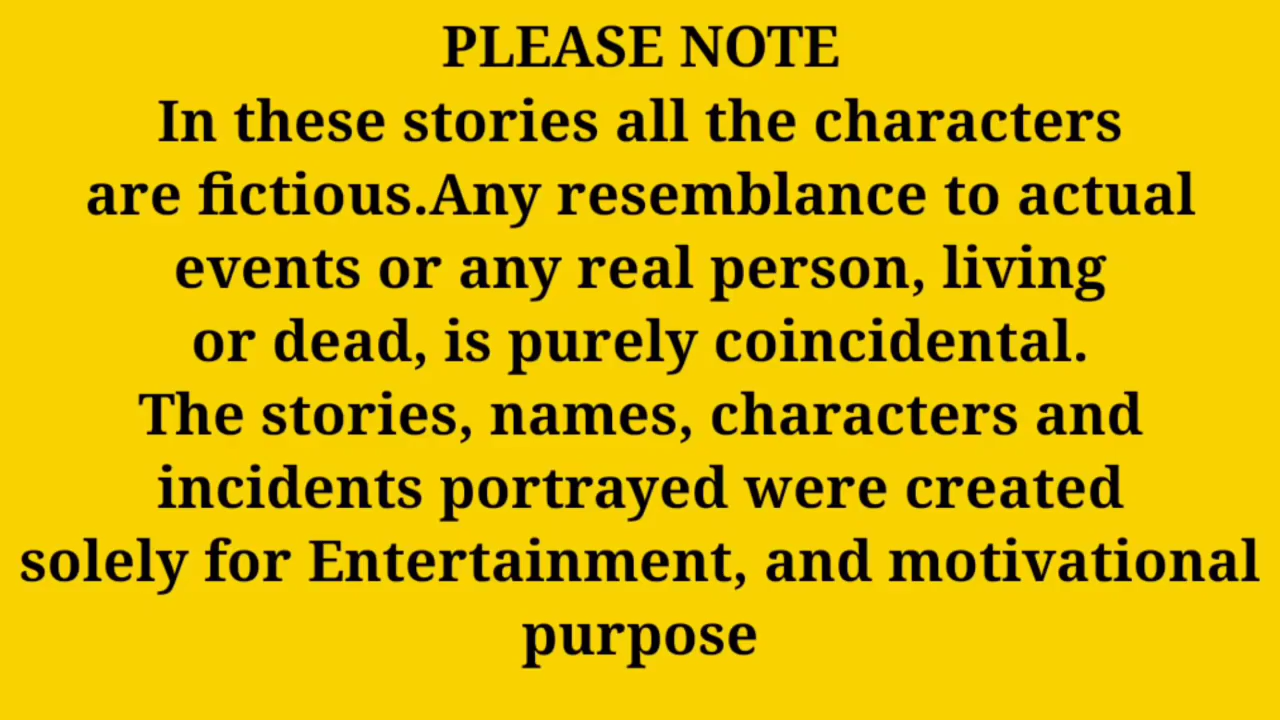 PLEASE NOTE
In these stories all the characters
are fictious.Any resemblance to actual
events or any real person, living
or dead, is purely coincidental.
The stories, names, characters and
incidents portrayed were created
solely for Entertainment, and motivational
purpose